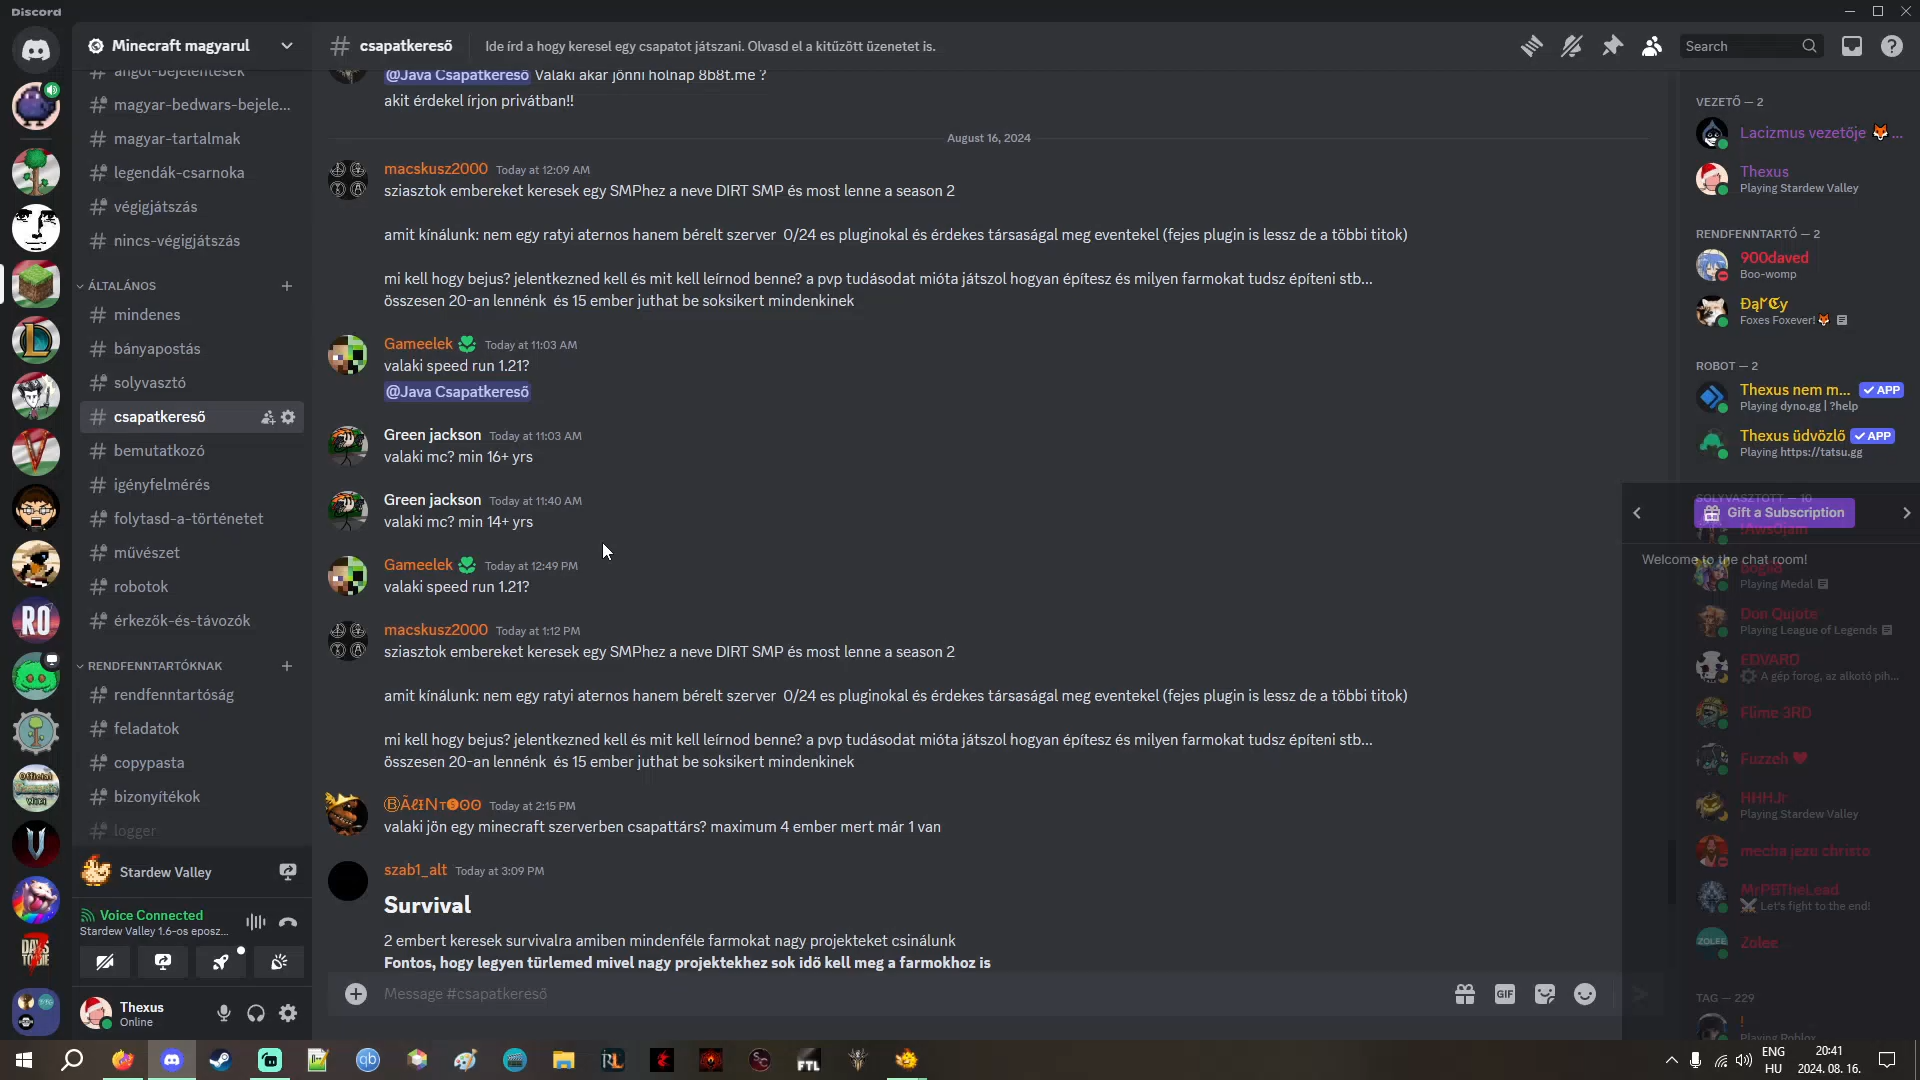 Discord
Minecraft magyarul
csapatkereső
Ide írd a hogy keresel egy csapatot játszani. Olvasd el a kitűzött üzenetet is.
Search
angol-bejelentések
magyar-bedwars-bejele...
magyar-tartalmak
legendák-csarnoka
végigjátszás
nincs-végigjátszás
ÁLTALÁNOS
mindenes
bányapostás
solyvasztó
csapatkereső
bemutatkozó
igényfelmérés
folytasd-a-történetet
művészet
robotok
érkezők-és-távozók
RENDFENNTARTÓKNAK
rendfenntartóság
feladatok
copypasta
bizonyítékok
logger
Stardew Valley
Voice Connected
Stardew Valley 1.6-os eposz...
Thexus
Online
@Java Csapatkereső Valaki akar jönni holnap 8b8t.me ?
akit érdekel írjon privátban!!
August 16, 2024
macskusz2000 Today at 12:09 AM
sziasztok embereket keresek egy SMPhez a neve DIRT SMP és most lenne a season 2
amit kínálunk: nem egy ratyi aternos hanem bérelt szerver 0/24 es pluginokal és érdekes társaságal meg eventekel (fejes plugin is lessz de a többi titok)
mi kell hogy bejus? jelentkezned kell és mit kell leírnod benne? a pvp tudásodat mióta játszol hogyan építesz és milyen farmokat tudsz építeni stb...
összesen 20-an lennénk és 15 ember juthat be soksikert mindenkinek
Gameelek Today at 11:03 AM
valaki speed run 1.21?
@Java Csapatkereső
Green jackson Today at 11:03 AM
valaki mc? min 16+ yrs
Green jackson Today at 11:40 AM
valaki mc? min 14+ yrs
Gameelek Today at 12:49 PM
valaki speed run 1.21?
macskusz2000 Today at 1:12 PM
sziasztok embereket keresek egy SMPhez a neve DIRT SMP és most lenne a season 2
amit kínálunk: nem egy ratyi aternos hanem bérelt szerver 0/24 es pluginokal és érdekes társaságal meg eventekel (fejes plugin is lessz de a többi titok)
mi kell hogy bejus? jelentkezned kell és mit kell leírnod benne? a pvp tudásodat mióta játszol hogyan építesz és milyen farmokat tudsz építeni stb...
összesen 20-an lennénk és 15 ember juthat be soksikert mindenkinek
Today at 2:15 PM
valaki jön egy minecraft szerverben csapattárs? maximum 4 ember mert már 1 van
szab1_alt Today at 3:09 PM
Survival
2 embert keresek survivalra amiben mindenféle farmokat nagy projekteket csinálunk
Fontos, hogy legyen türlemed mivel nagy projektekhez sok idő kell meg a farmokhoz is
Message #csapatkereső
GIF
VEZETŐ — 2
Lacizmus vezetője ...
Thexus
Playing Stardew Valley
RENDFENNTARTÓ — 2
900daved
Boo-womp
Foxes Foxever!
ROBOT — 2
Thexus nem m... APP
Playing dyno.gg | ?help
Thexus üdvözlő APP
Playing https://tatsu.gg
SOLYVASZTOTT — 10
Gift a Subscription
Welcome to the chat room!
Playing Medal
Don Qujote
Playing League of Legends
EDVARD
A gép forog, az alkotó pih...
Flime 3RD
Fuzzeh
HHHJr
Playing Stardew Valley
mecha jezu christo
MrPBTheLead
Let's fight to the end!
Zolee
TAG — 229
!
Playing Roblox
RO
DAYS TO DIE
qb
RL
SC
FTL
ENG
HU
20:41
2024. 08. 16.